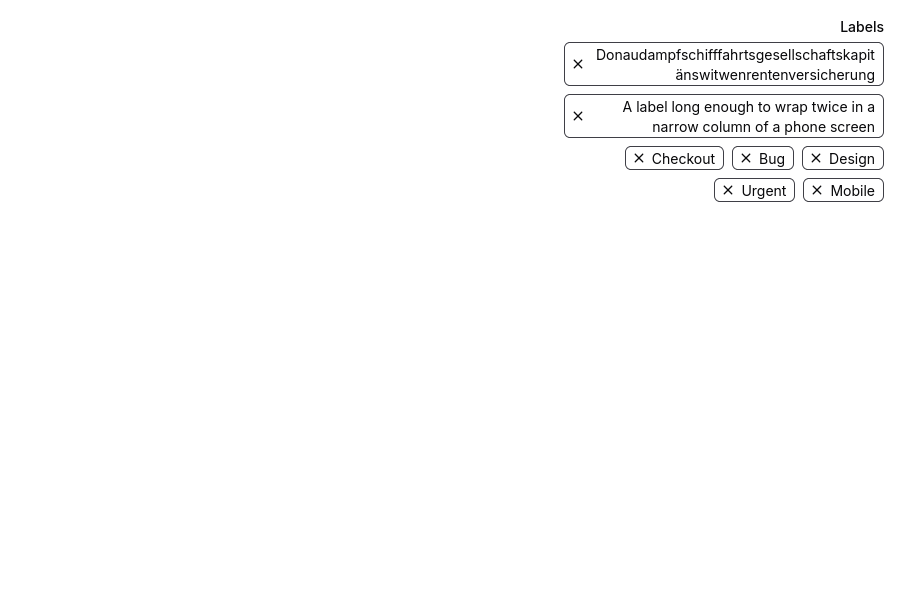 Labels
Donaudampfschifffahrtsgesellschaftskapit
änswitwenrentenversicherung
A label long enough to wrap twice in a
narrow column of a phone screen
Design
Bug
Checkout
Mobile
Urgent